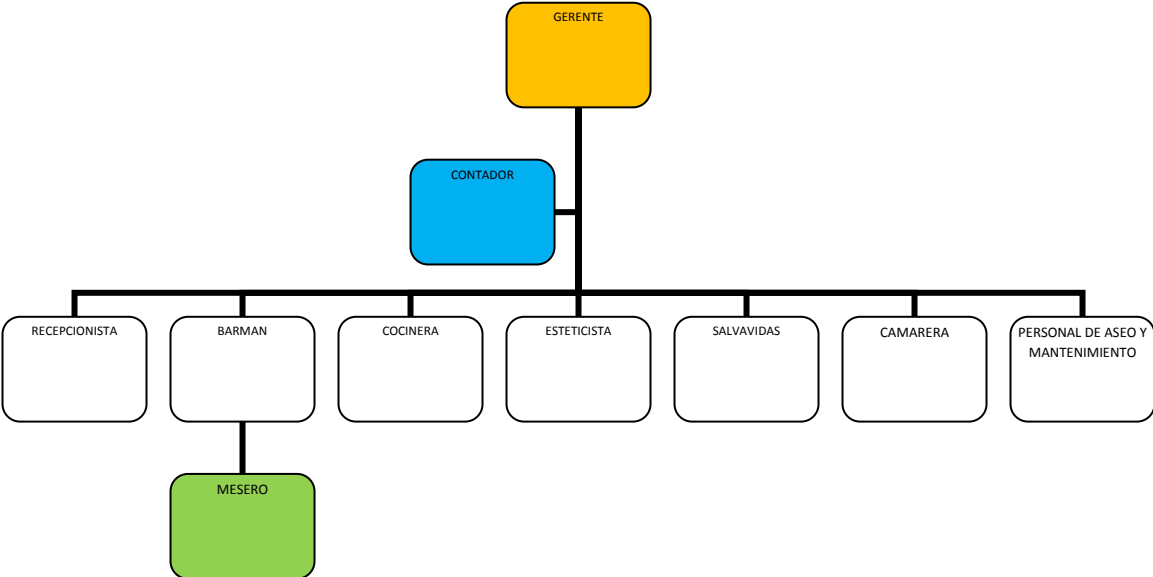 GERENTE
CONTADOR
RECEPCIONISTA
BARMAN
COCINERA
ESTETICISTA
SALVAVIDAS
CAMARERA
PERSONAL DE ASEO Y
MANTENIMIENTO
MESERO